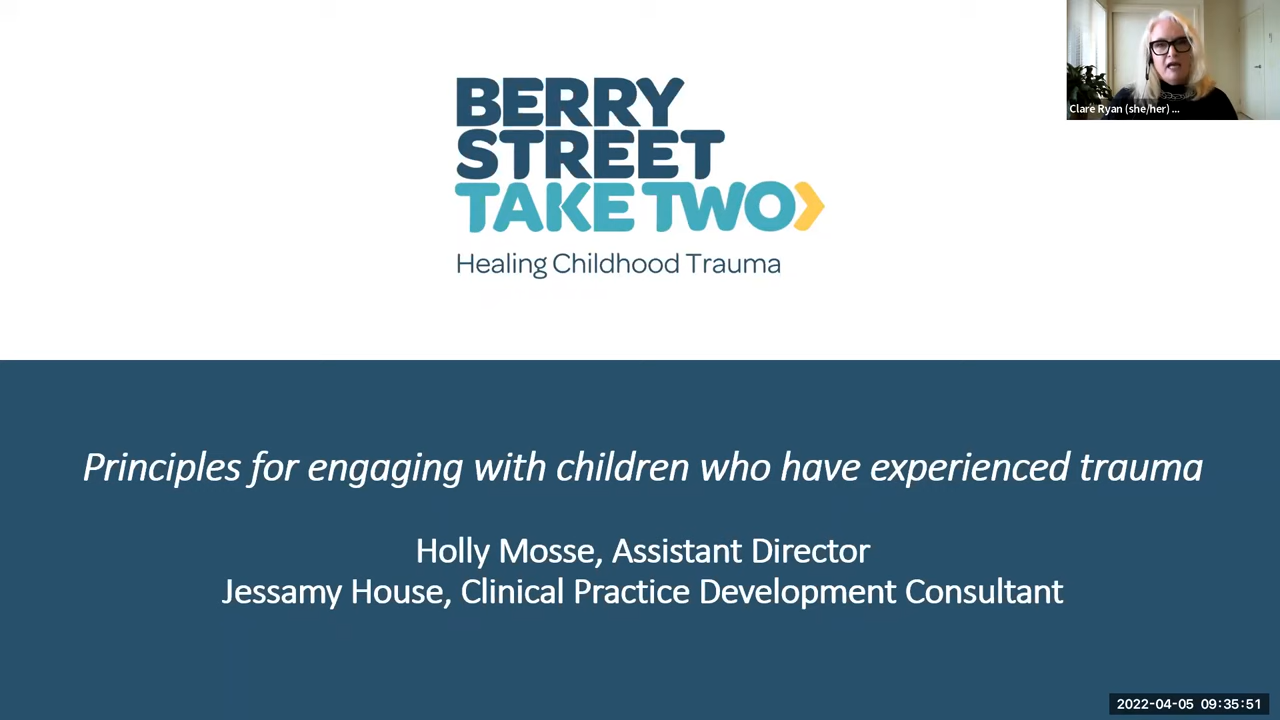 BERRY
STREET
TAKE TWO
Healing Childhood Trauma
Clare Ryan (she/her) ...
Principles for engaging with children who have experienced trauma
Holly Mosse, Assistant Director
Jessamy House, Clinical Practice Development Consultant
2022-04-05 09:35:51